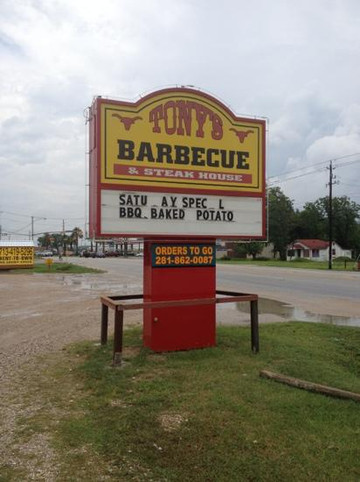 TONY'S
BARBECUE
& STEAK HOUSE
SATU AY SPEC L
BBQ BAKED POTATO
ORDERS TO GO
281-862-0087